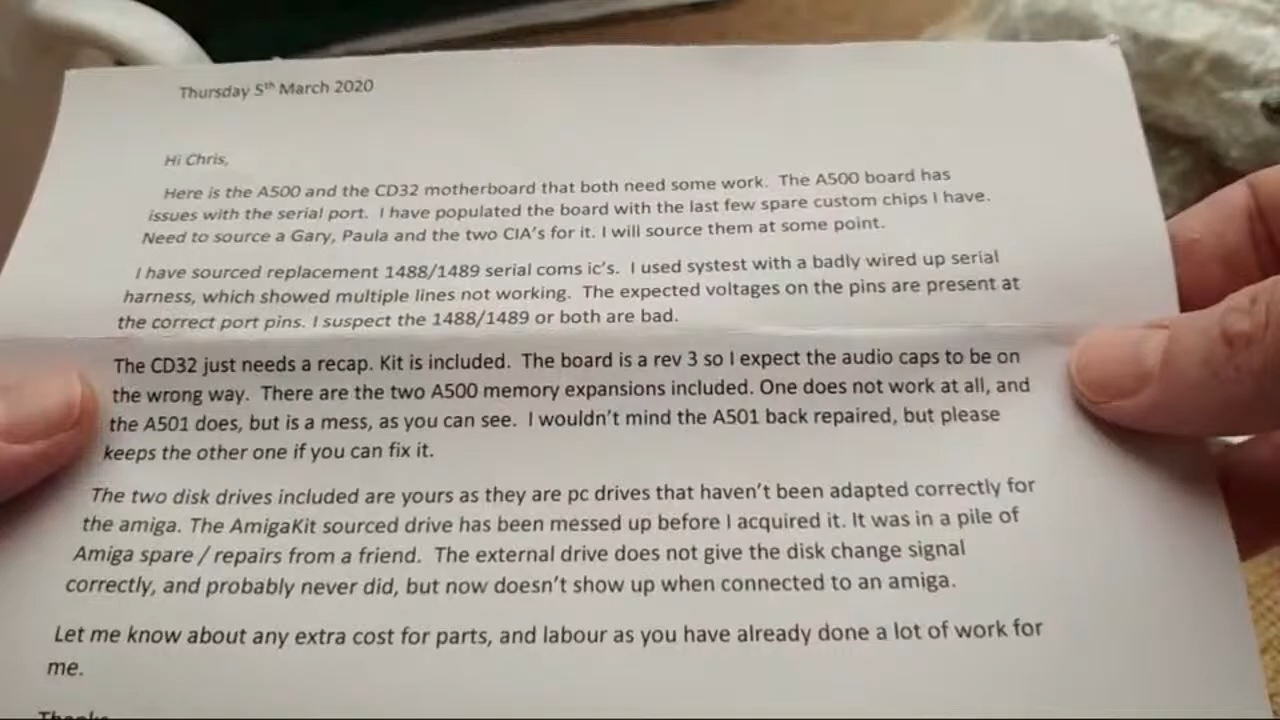 Thursday 5th March 2020
Hi Chris,
Here is the A500 and the CD32 motherboard that both need some work. The A500 board has
issues with the serial port. I have populated the board with the last few spare custom chips I have.
Need to source a Gary, Paula and the two CIA's for it. I will source them at some point.
I have sourced replacement 1488/1489 serial coms ic's. I used systest with a badly wired up serial
harness, which showed multiple lines not working. The expected voltages on the pins are present at
the correct port pins. I suspect the 1488/1489 or both are bad.
The CD32 just needs a recap. Kit is included. The board is a rev 3 so I expect the audio caps to be on
the wrong way. There are the two A500 memory expansions included. One does not work at all, and
the A501 does, but is a mess, as you can see. I wouldn't mind the A501 back repaired, but please
keeps the other one if you can fix it.
The two disk drives included are yours as they are pc drives that haven't been adapted correctly for
the amiga. The AmigaKit sourced drive has been messed up before I acquired it. It was in a pile of
Amiga spare / repairs from a friend. The external drive does not give the disk change signal
correctly, and probably never did, but now doesn't show up when connected to an amiga.
Let me know about any extra cost for parts, and labour as you have already done a lot of work for
me.
Thanks